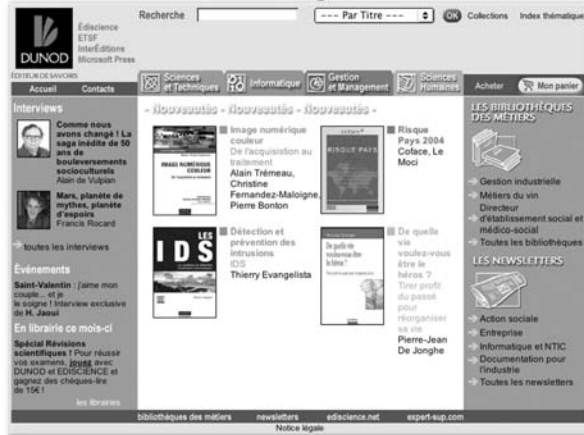 Recherche
--- Par Titre ---
OK
Collections
Index thématique
DUNOD
Édiscience
ETSF
InterÉditions
Microsoft Press
ÉDITEUR DE SAVOIRS
Accueil
Contacts
Sciences
et Techniques
Informatique
Gestion
et Management
Sciences
Humaines
Acheter
Mon panier
Interviews
Comme nous
avons changé ! La
saga inédite de 50
ans de
bouleversements
socioculturels
Alain de Vulpian
Mars, planète de
mythes, planète
d'espoirs
Francis Rocard
toutes les interviews
Événements
Saint-Valentin : j'aime mon
couple... et je
le soigne ! Interview exclusive
de H. Jaoui
En librairie ce mois-ci
Spécial Révisions
scientifiques ! Pour réussir
vos examens, jouez avec
DUNOD et EDISCIENCE et
gagnez des chèques-lire
de 15€ !
les libraires
- Nouveautés - Nouveautés - Nouveautés -
IMAGE NUMÉRIQUE
COULEUR
Image numérique
couleur
De l'acquisition au
traitement
Alain Trémeau,
Christine
Fernandez-Maloigne,
Pierre Bonton
coface
RISQUE PAYS
Risque
Pays 2004
Coface, Le
Moci
LES
IDS
Détection et
prévention des
intrusions
IDS
Thierry Evangelista
De quelle vie
voulez-vous
être le héros ?
De quelle
vie
voulez-vous
être le
héros ?
Tirer profit
du passé
pour
réorganiser
sa vie
Pierre-Jean
De Jonghe
LES BIBLIOTHÈQUES
DES MÉTIERS
Gestion industrielle
Métiers du vin
Directeur
d'établissement social et
médico-social
Toutes les bibliothèques
LES NEWSLETTERS
Action sociale
Entreprise
Informatique et NTIC
Documentation pour
l'industrie
Toutes les newsletters
bibliothèques des métiers
newsletters
ediscience.net
expert-sup.com
Notice légale